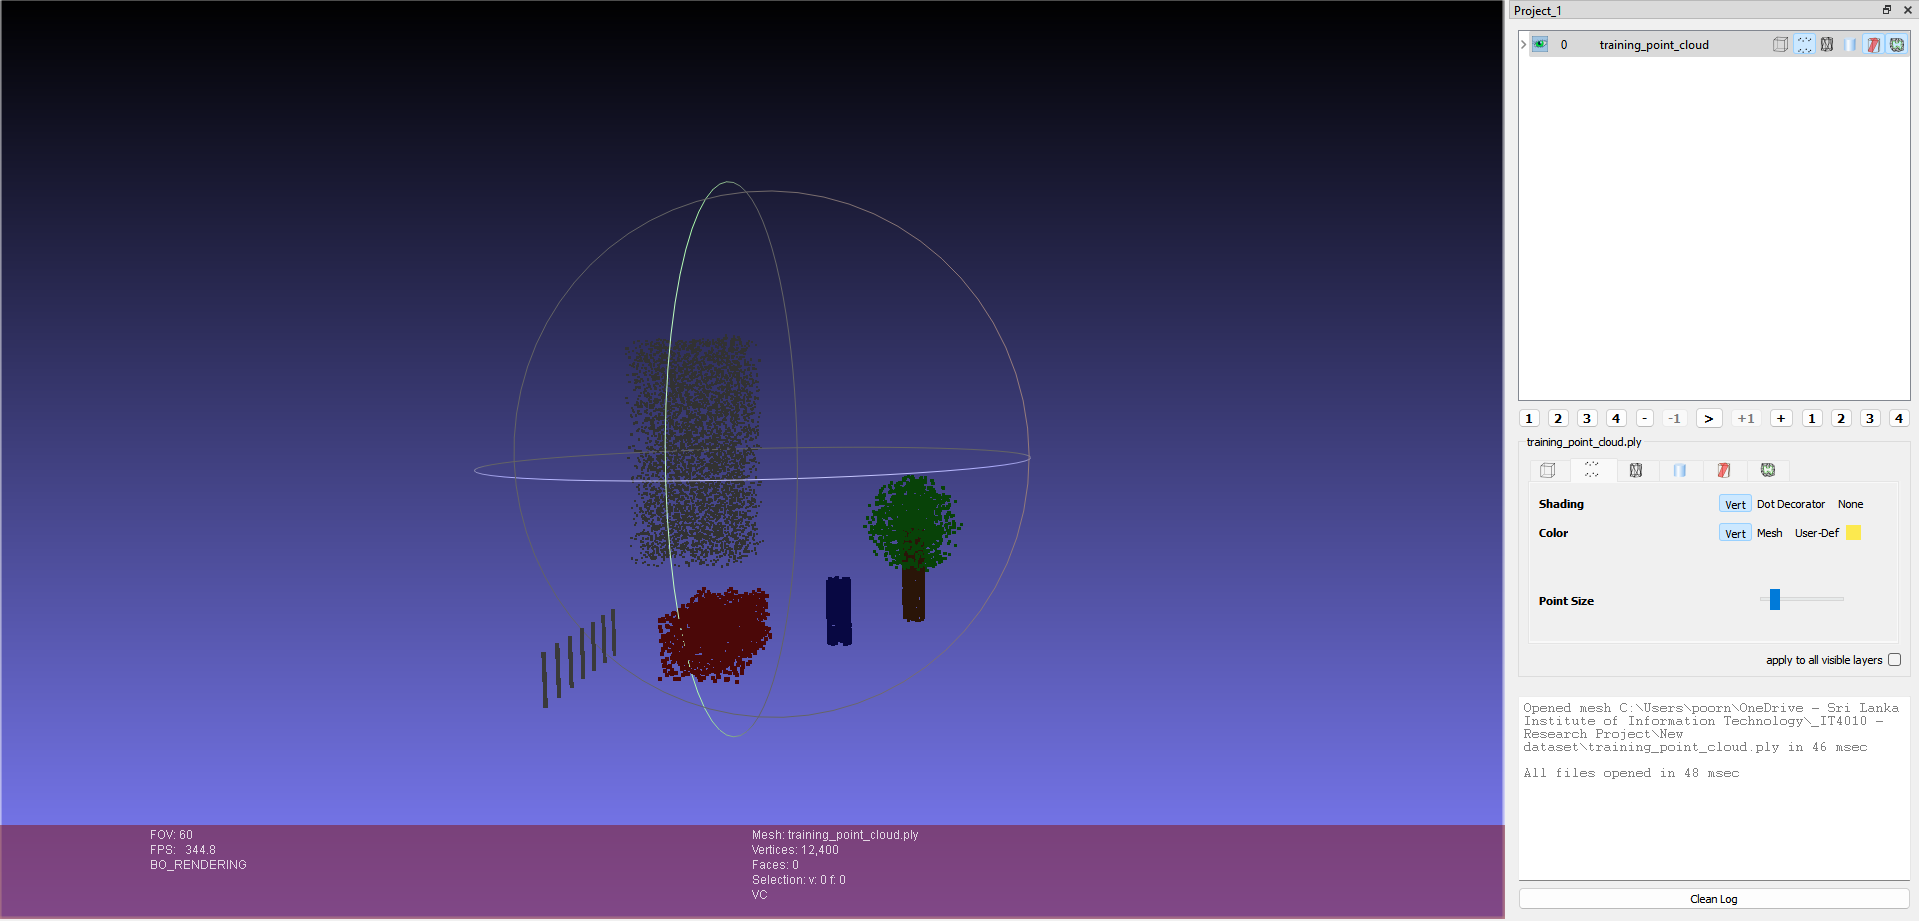 Project_1
0 training_point_cloud
1 2 3 4 - -1 > +1 + 1 2 3 4
training_point_cloud.ply
Shading Vert Dot Decorator None
Color Vert Mesh User-Def
Point Size
apply to all visible layers
Opened mesh C:\Users\poorn\OneDrive - Sri Lanka
Institute of Information Technology\_IT4010 -
Research Project\New
dataset\training_point_cloud.ply in 46 msec
All files opened in 48 msec
Clean Log
FOV: 60
FPS: 344.8
BO_RENDERING
Mesh: training_point_cloud.ply
Vertices: 12,400
Faces: 0
Selection: v: 0 f: 0
VC